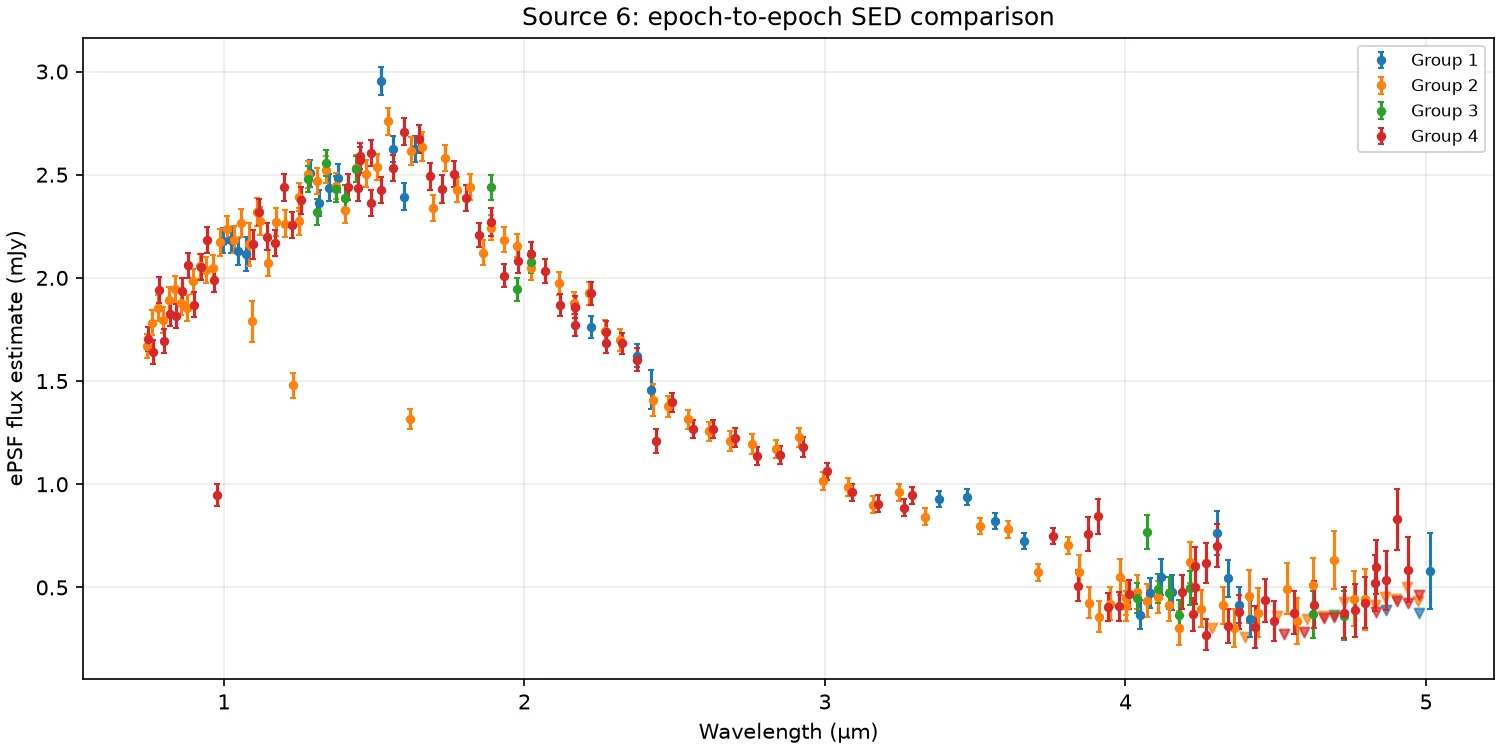 Source 6: epoch-to-epoch SED comparison
ePSF flux estimate (mJy)
3.0
2.5
2.0
1.5
1.0
0.5
Group 1
Group 2
Group 3
Group 4
1 2 3 4 5
Wavelength (μm)